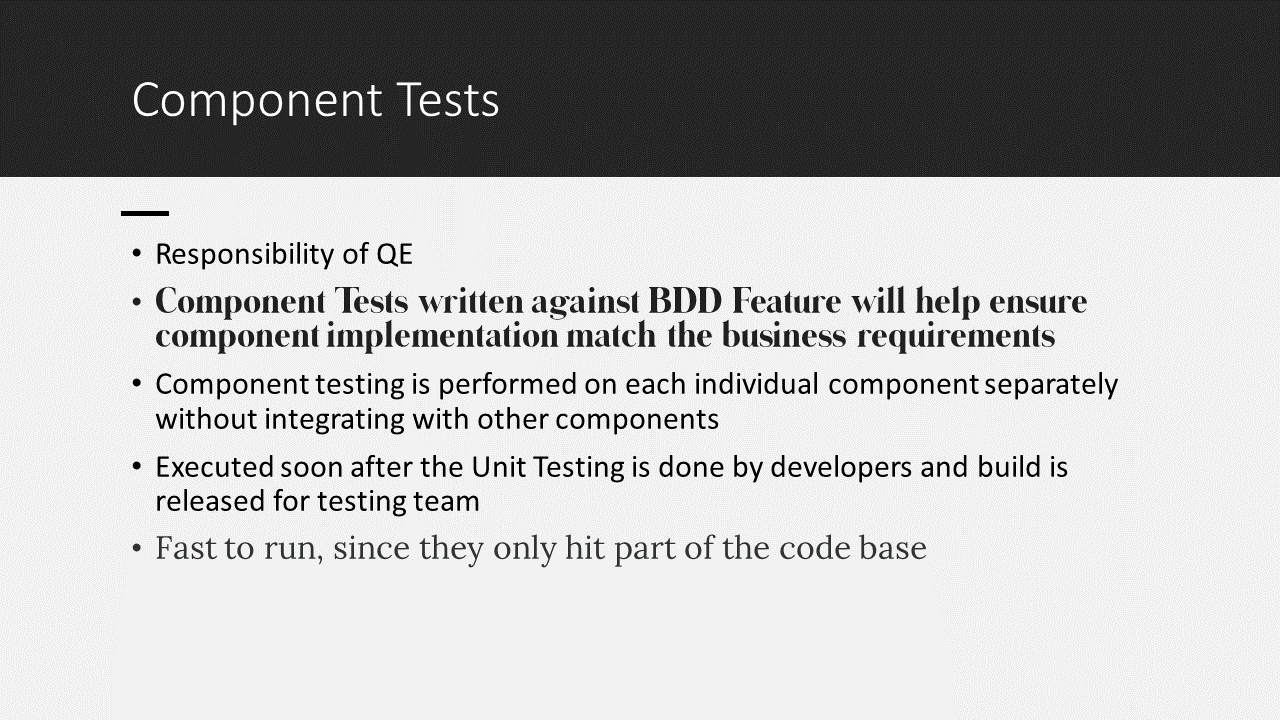 Component Tests
• Responsibility of QE
• Component Tests written against BDD Feature will help ensure
component implementation match the business requirements
• Component testing is performed on each individual component separately
without integrating with other components
• Executed soon after the Unit Testing is done by developers and build is
released for testing team
• Fast to run, since they only hit part of the code base